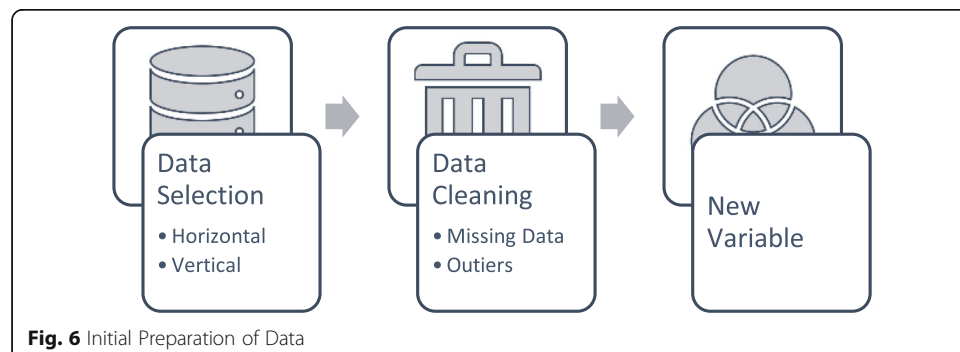 Data
Selection
• Horizontal
• Vertical
Data
Cleaning
• Missing Data
• Outiers
New
Variable
Fig. 6 Initial Preparation of Data